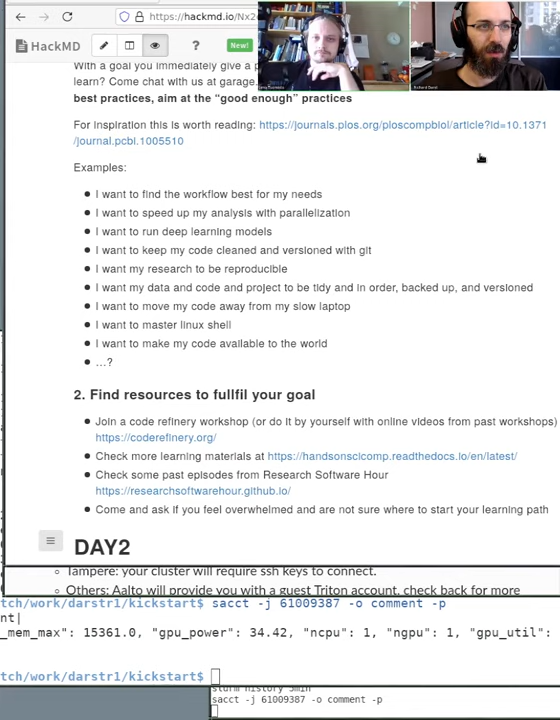 https://hackmd.io/Nx2
HackMD
?
New!
With a goal you immediately give a p
learn? Come chat with us at garage.
best practices, aim at the “good enough” practices
For inspiration this is worth reading: https://journals.plos.org/ploscompbiol/article?id=10.1371
/journal.pcbi.1005510
Examples:
I want to find the workflow best for my needs
I want to speed up my analysis with parallelization
I want to run deep learning models
I want to keep my code cleaned and versioned with git
I want my research to be reproducible
I want my data and code and project to be tidy and in order, backed up, and versioned
I want to move my code away from my slow laptop
I want to master linux shell
I want to make my code available to the world
...?
2. Find resources to fullfil your goal
Join a code refinery workshop (or do it by yourself with online videos from past workshops)
https://coderefinery.org/
Check more learning materials at https://handsonscicomp.readthedocs.io/en/latest/
Check some past episodes from Research Software Hour
https://researchsoftwarehour.github.io/
Come and ask if you feel overwhelmed and are not sure where to start your learning path
DAY2
Tampere: your cluster will require ssh keys to connect.
Others: Aalto will provide you with a guest Triton account, check back for more
tch/work/darstr1/kickstart$ sacct -j 61009387 -o comment -p
nt|
_mem_max": 15361.0, "gpu_power": 34.42, "ncpu": 1, "ngpu": 1, "gpu_util":
tch/work/darstr1/kickstart$
slurm history 5min
sacct -j 61009387 -o comment -p